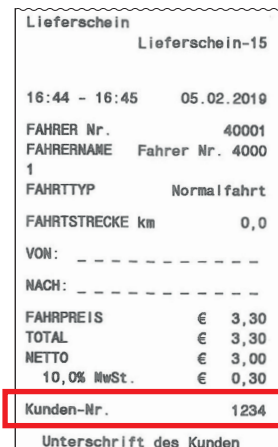 Lieferschein
Lieferschein-15
16:44 - 16:45 05.02.2019
FAHRER Nr. 40001
FAHRERNAME Fahrer Nr. 4000
1
FAHRTTYP Normalfahrt
FAHRTSTRECKE km 0,0
VON: _ _ _ _ _ _ _ _ _ _ _
NACH: _ _ _ _ _ _ _ _ _ _ _
FAHRPREIS € 3,30
TOTAL € 3,30
NETTO € 3,00
10,0% MwSt. € 0,30
Kunden-Nr. 1234
Unterschrift des Kunden